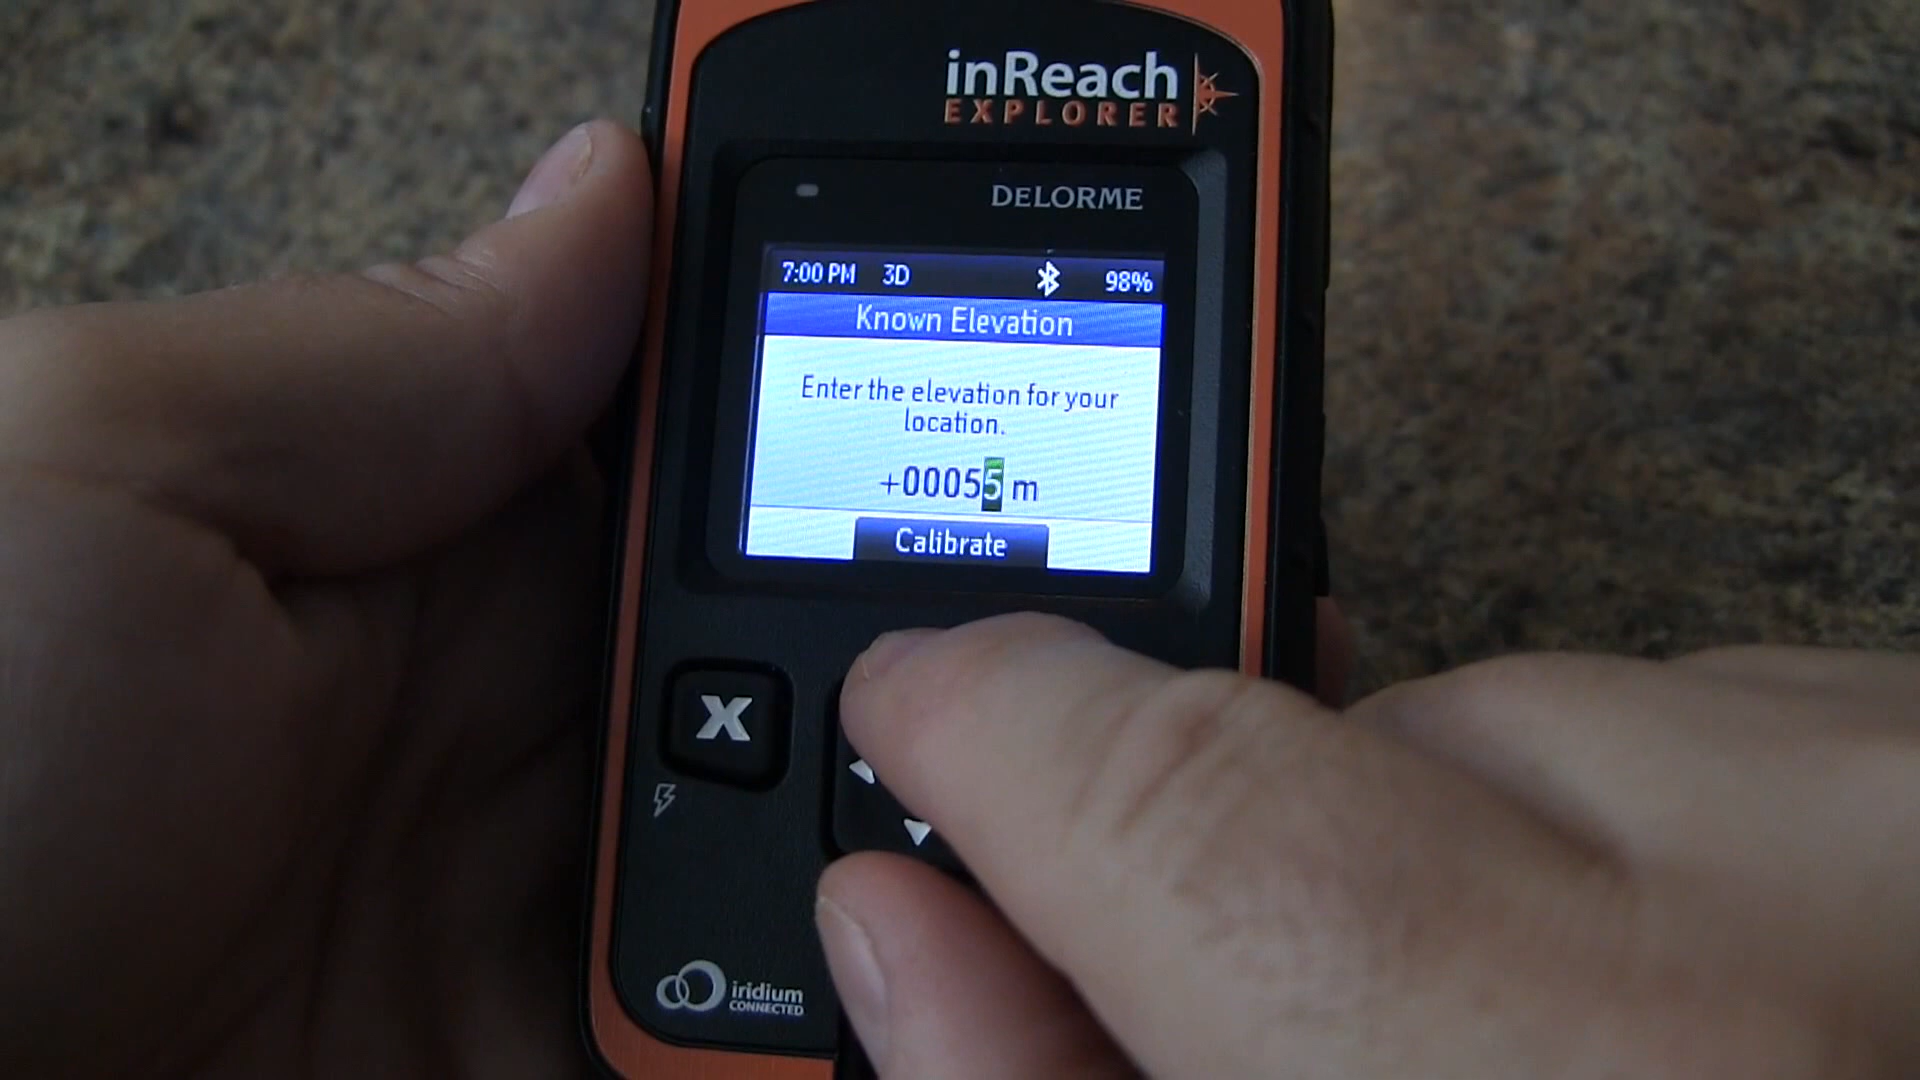 inReach
EXPLORER
DELORME
7:00 PM 3D 98%
Known Elevation
Enter the elevation for your
location.
+00055 m
Calibrate
X
iridium
CONNECTED